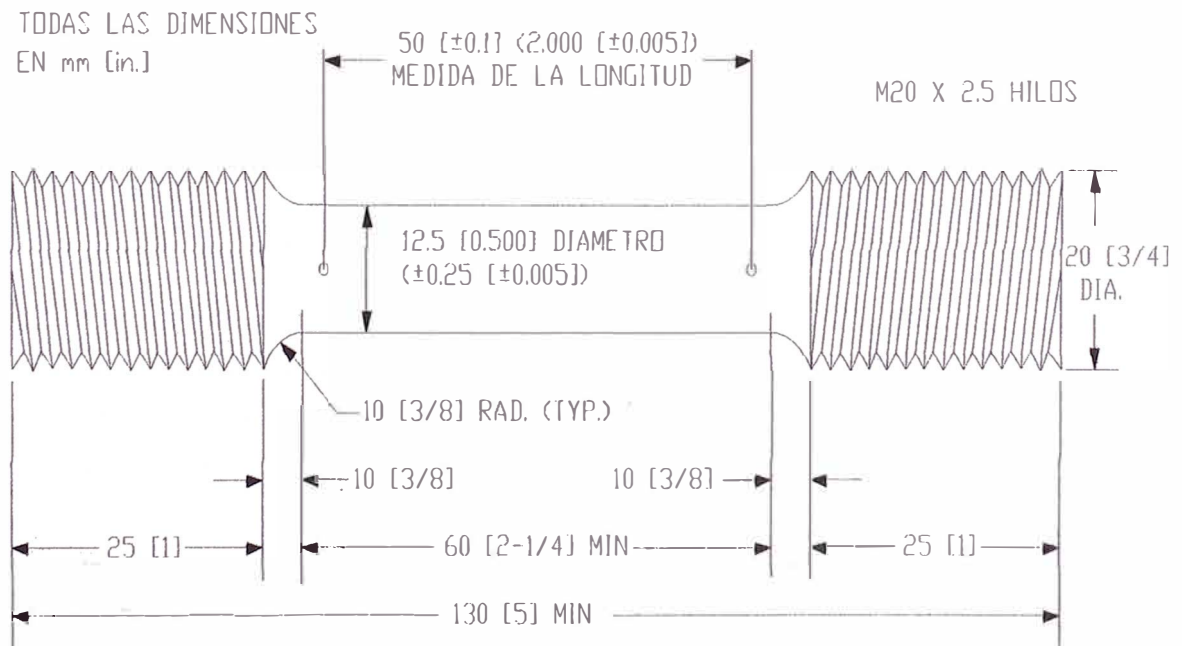 TODAS LAS DIMENSIONES
EN mm [in.]
50 [±0.1] (2.000 [±0.005])
MEDIDA DE LA LONGITUD
M20 X 2.5 HILOS
12.5 [0.500] DIAMETRO
(±0.25 [±0.005])
20 [3/4]
DIA.
10 [3/8] RAD. (TYP.)
10 [3/8]
10 [3/8]
25 [1]
60 [2-1/4] MIN
25 [1]
130 [5] MIN